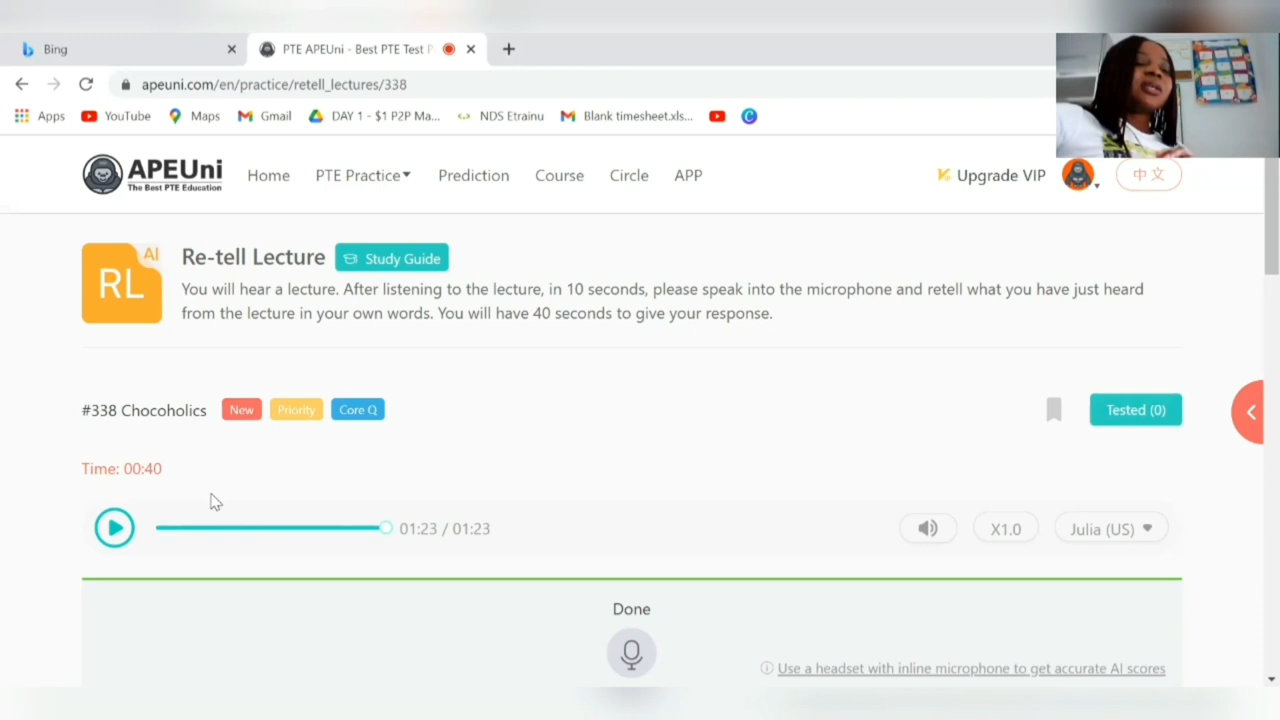 Bing
PTE APEUni - Best PTE Test P
apeuni.com/en/practice/retell_lectures/338
Apps YouTube Maps Gmail DAY 1 - $1 P2P Ma... NDS Etrainu Blank timesheet.xls...
APEUni
The Best PTE Education
Home PTE Practice Prediction Course Circle APP Upgrade VIP 中文
RL AI
Re-tell Lecture Study Guide
You will hear a lecture. After listening to the lecture, in 10 seconds, please speak into the microphone and retell what you have just heard
from the lecture in your own words. You will have 40 seconds to give your response.
#338 Chocoholics New Priority Core Q Tested (0)
Time: 00:40
01:23 / 01:23 X1.0 Julia (US)
Done
Use a headset with inline microphone to get accurate AI scores